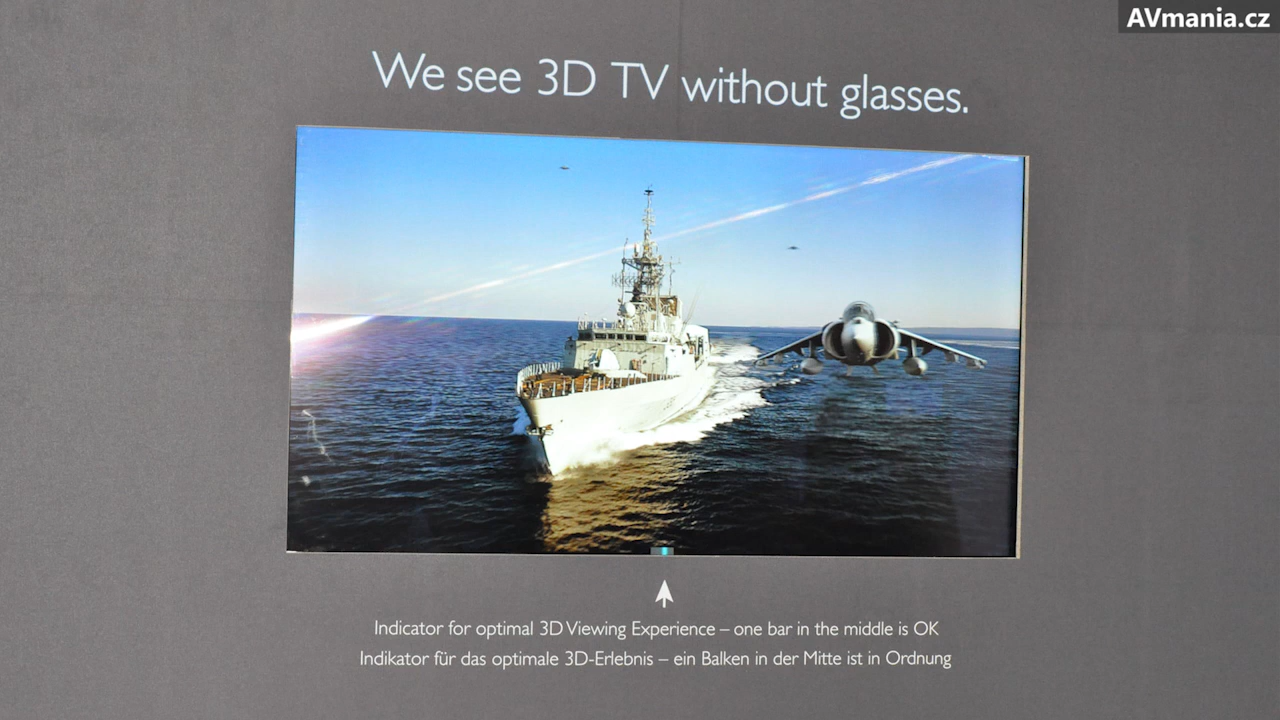 AVmania.cz
We see 3D TV without glasses.
Indicator for optimal 3D Viewing Experience – one bar in the middle is OK
Indikator für das optimale 3D-Erlebnis – ein Balken in der Mitte ist in Ordnung